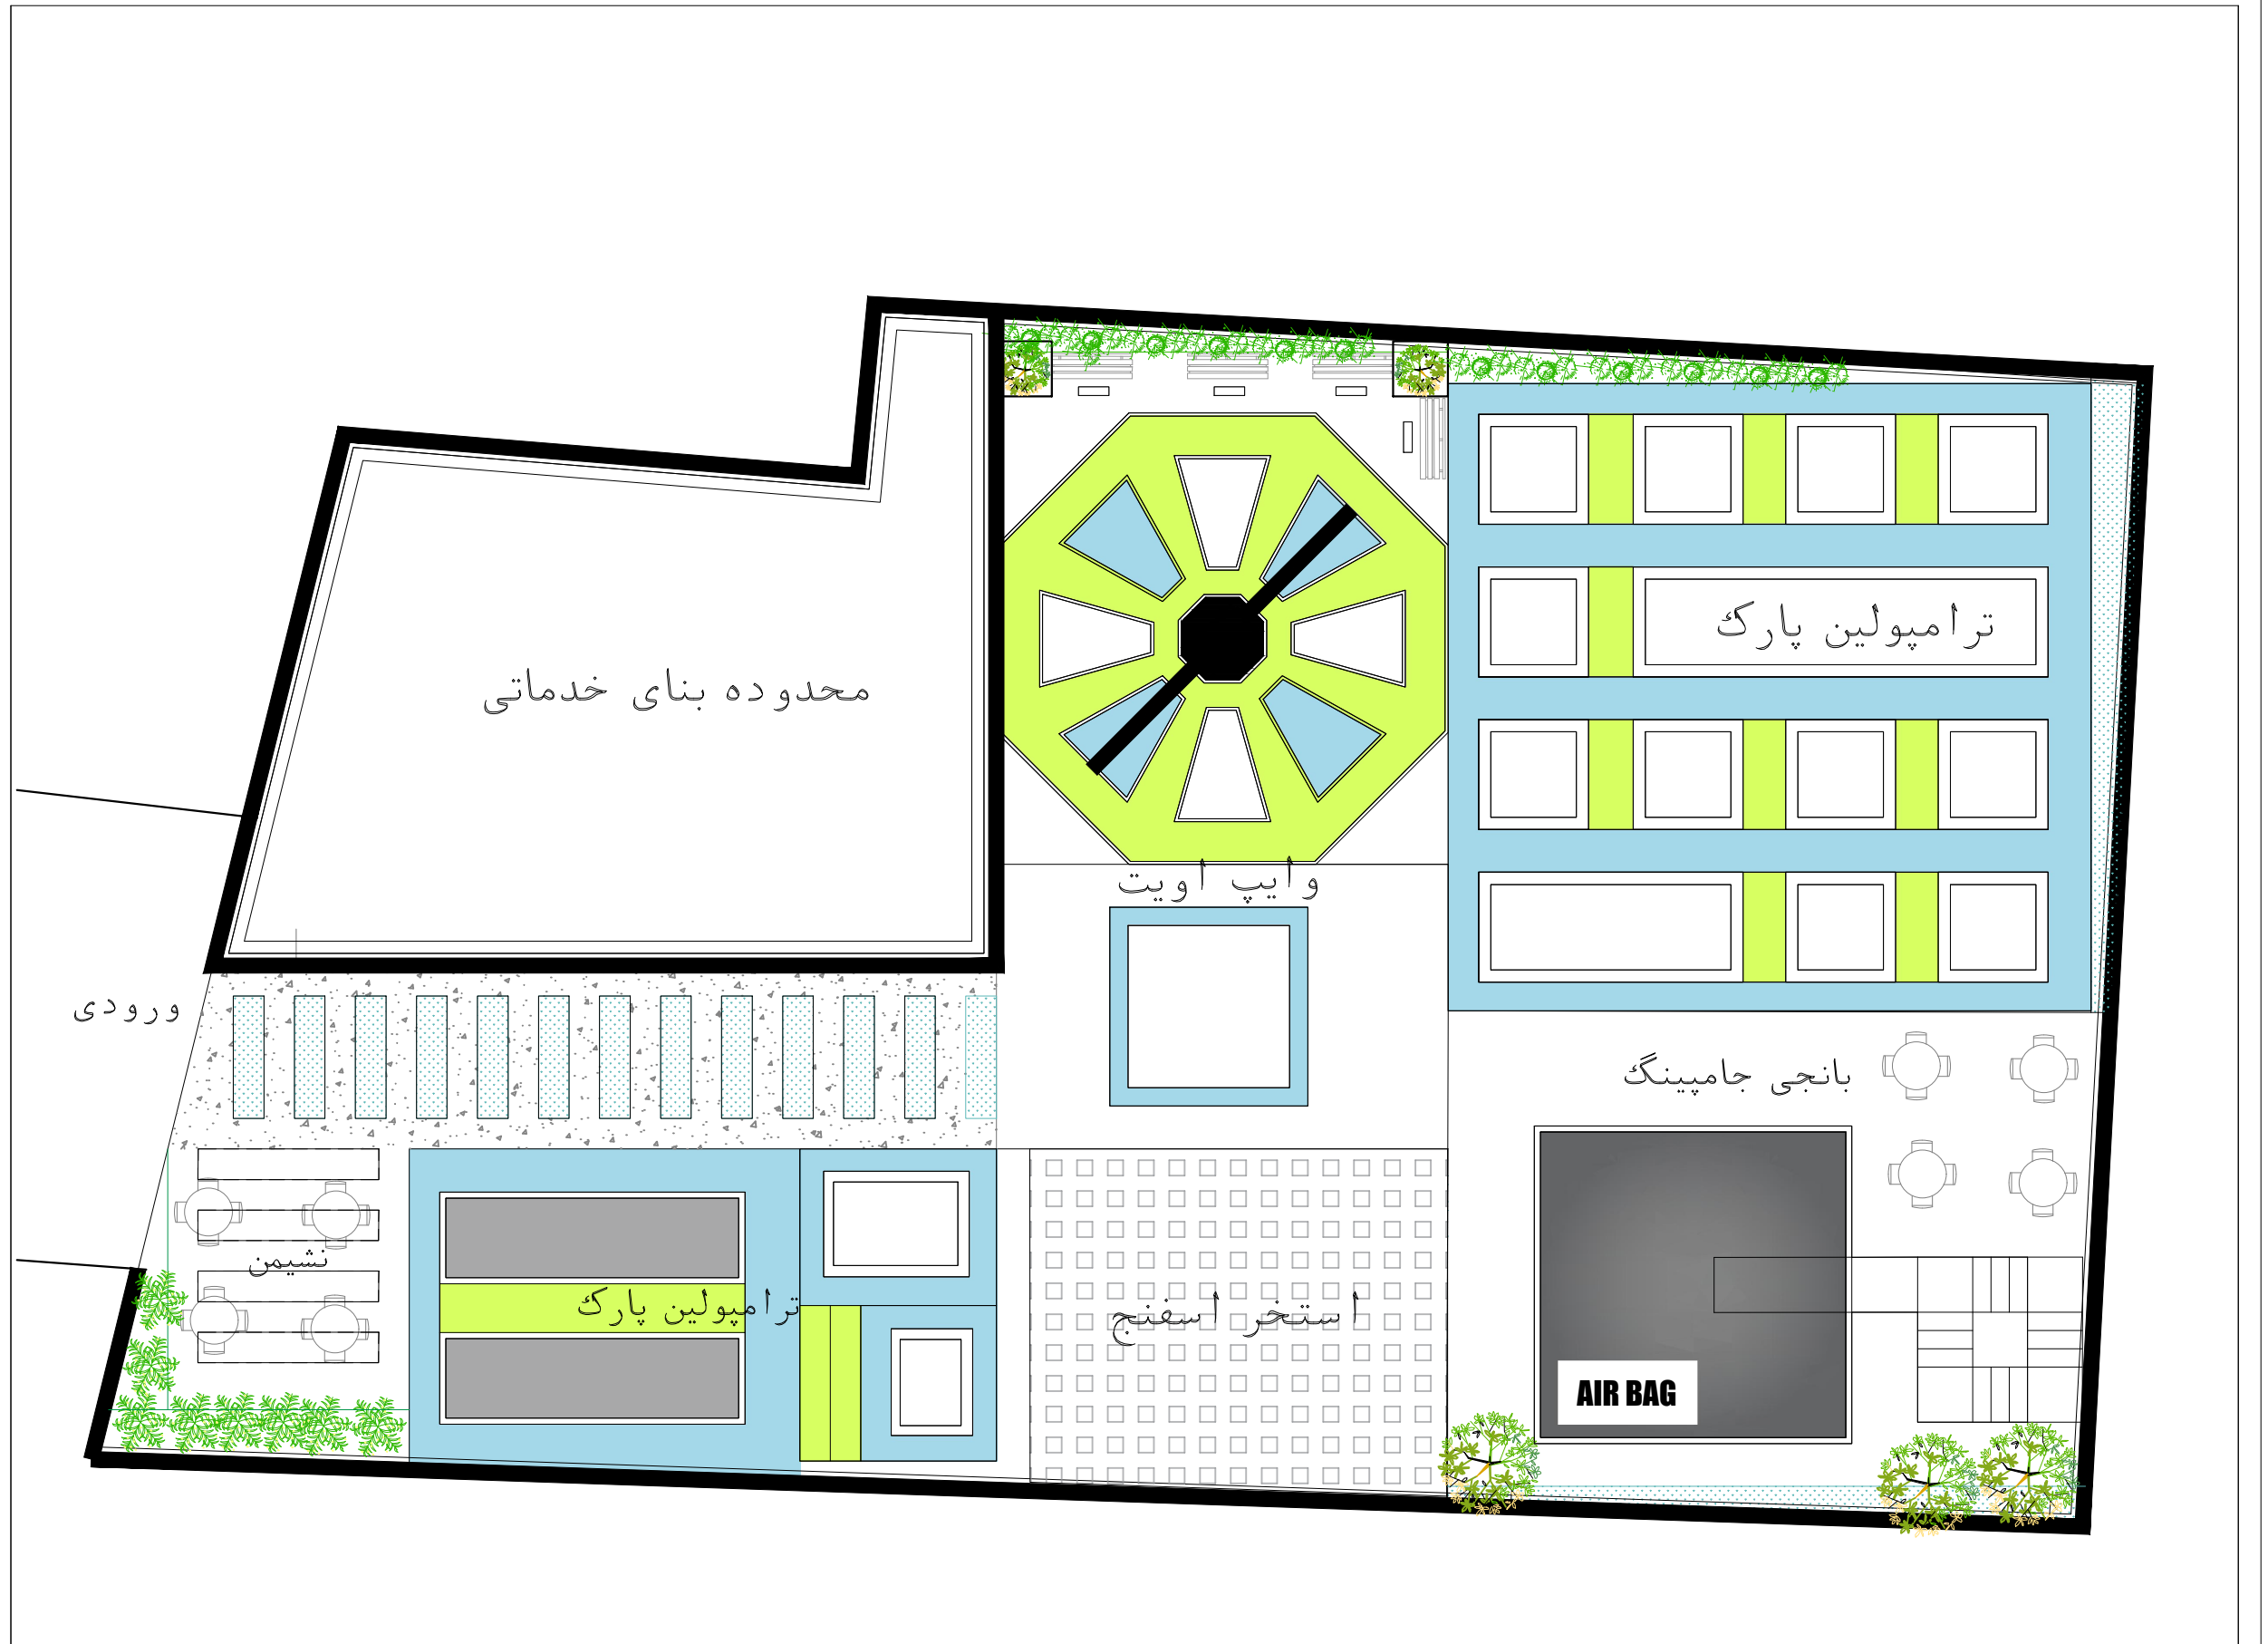 ترامپولین پارک
محدوده بنای خدماتی
وایپ اویت
ورودی
بانجی جامپینگ
نشیمن
ترامپولین پارک
استخر اسفنج
AIR BAG